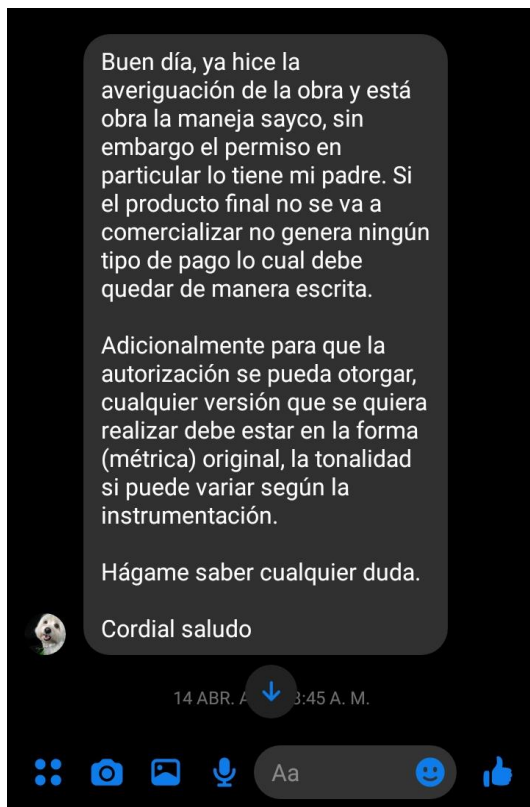 Buen día, ya hice la
averiguación de la obra y está
obra la maneja sayco, sin
embargo el permiso en
particular lo tiene mi padre. Si
el producto final no se va a
comercializar no genera ningún
tipo de pago lo cual debe
quedar de manera escrita.
Adicionalmente para que la
autorización se pueda otorgar,
cualquier versión que se quiera
realizar debe estar en la forma
(métrica) original, la tonalidad
si puede variar según la
instrumentación.
Hágame saber cualquier duda.
Cordial saludo
14 ABR. :45 A. M.
Aa